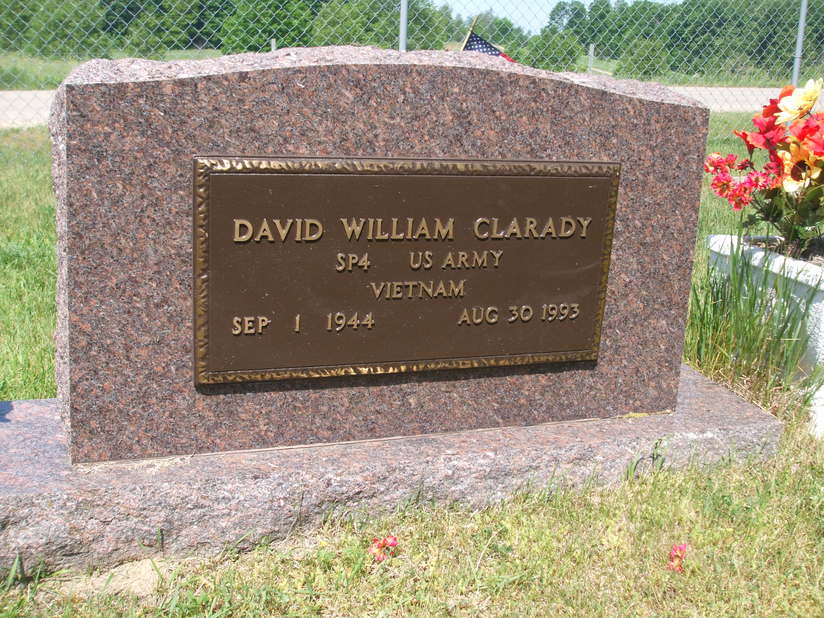 DAVID WILLIAM CLARADY
SP4 US ARMY
VIETNAM
SEP 1 1944 AUG 30 1993